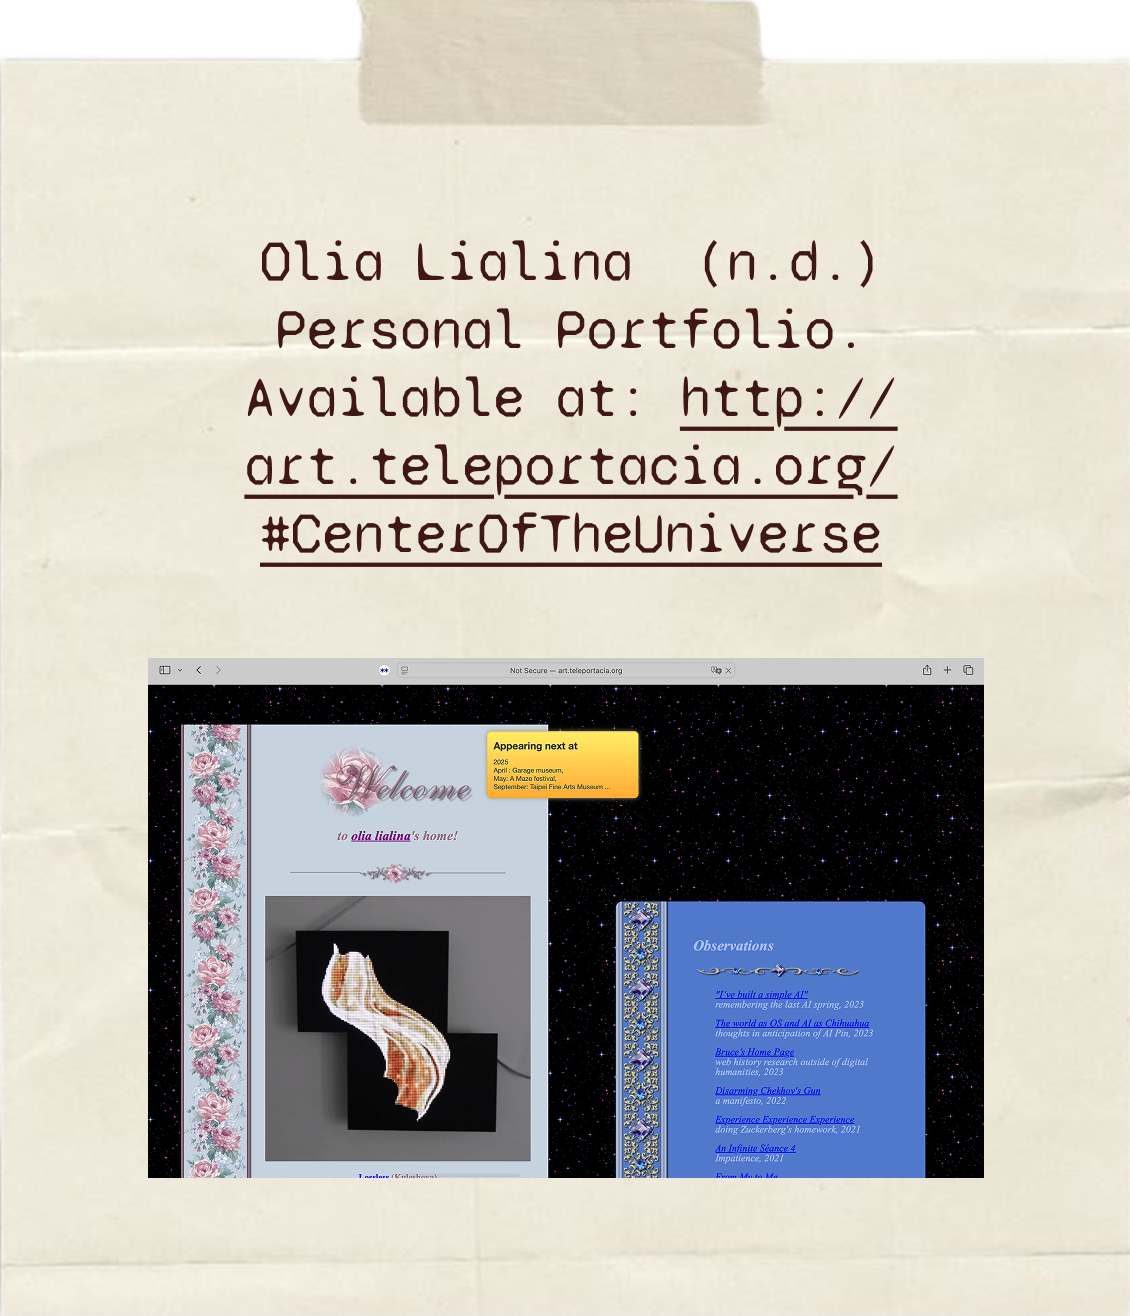 Olia Lialina (n.d.)
Personal Portfolio.
Available at: http://
art.teleportacia.org/
#CenterOfTheUniverse
Not Secure — art.teleportacia.org
Appearing next at
2025
April : Garage museum,
May: A Maze festival,
September: Taipei Fine Arts Museum ...
Welcome
to olia lialina's home!
Lossless (Kuleshova)
Observations
"I've built a simple AI"
remembering the last AI spring, 2023
The world as OS and AI as Chihuahua
thoughts in anticipation of AI Pin, 2023
Bruce's Home Page
web history research outside of digital
humanities, 2023
Disarming Chekhov's Gun
a manifesto, 2022
Experience Experience Experience
doing Zuckerberg's homework, 2021
An Infinite Séance 4
Impatience, 2021
From My to Me